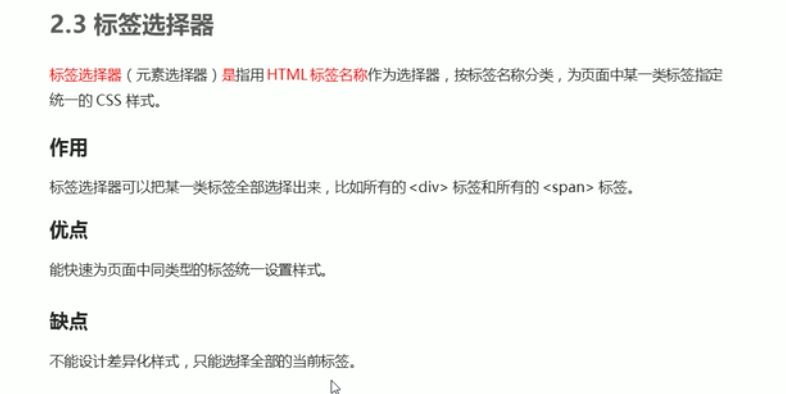 2.3 标签选择器
标签选择器（元素选择器）是指用 HTML 标签名称作为选择器，按标签名称分类，为页面中某一类标签指定
统一的 CSS 样式。
作用
标签选择器可以把某一类标签全部选择出来，比如所有的 <div> 标签和所有的 <span> 标签。
优点
能快速为页面中同类型的标签统一设置样式。
缺点
不能设计差异化样式，只能选择全部的当前标签。